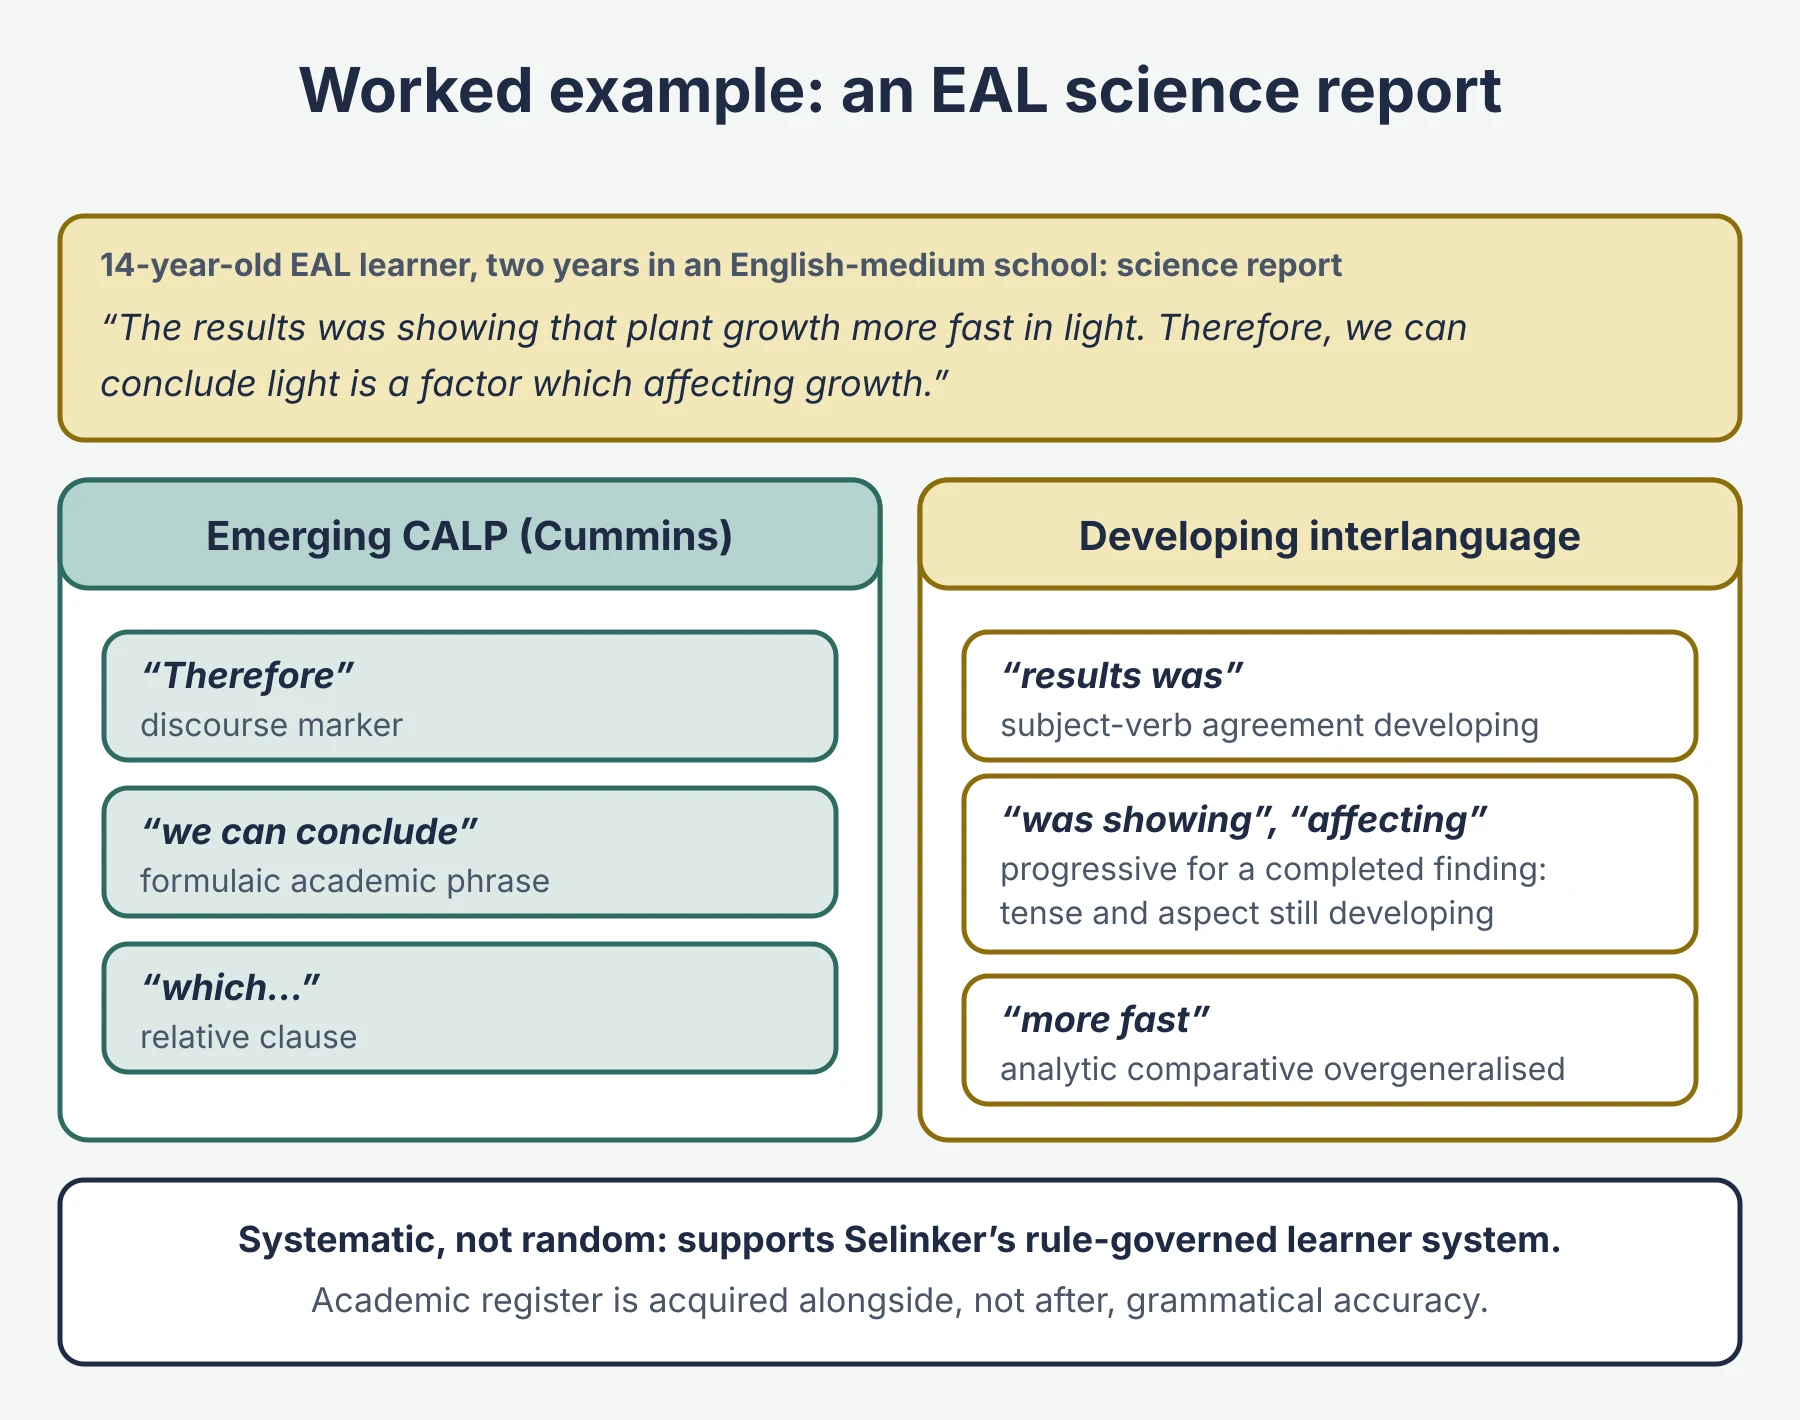 Worked example: an EAL science report
14-year-old EAL learner, two years in an English-medium school: science report
“The results was showing that plant growth more fast in light. Therefore, we can
conclude light is a factor which affecting growth.”
Emerging CALP (Cummins)
“Therefore”
discourse marker
“we can conclude”
formulaic academic phrase
“which…”
relative clause
Developing interlanguage
“results was”
subject-verb agreement developing
“was showing”, “affecting”
progressive for a completed finding:
tense and aspect still developing
“more fast”
analytic comparative overgeneralised
Systematic, not random: supports Selinker’s rule-governed learner system.
Academic register is acquired alongside, not after, grammatical accuracy.